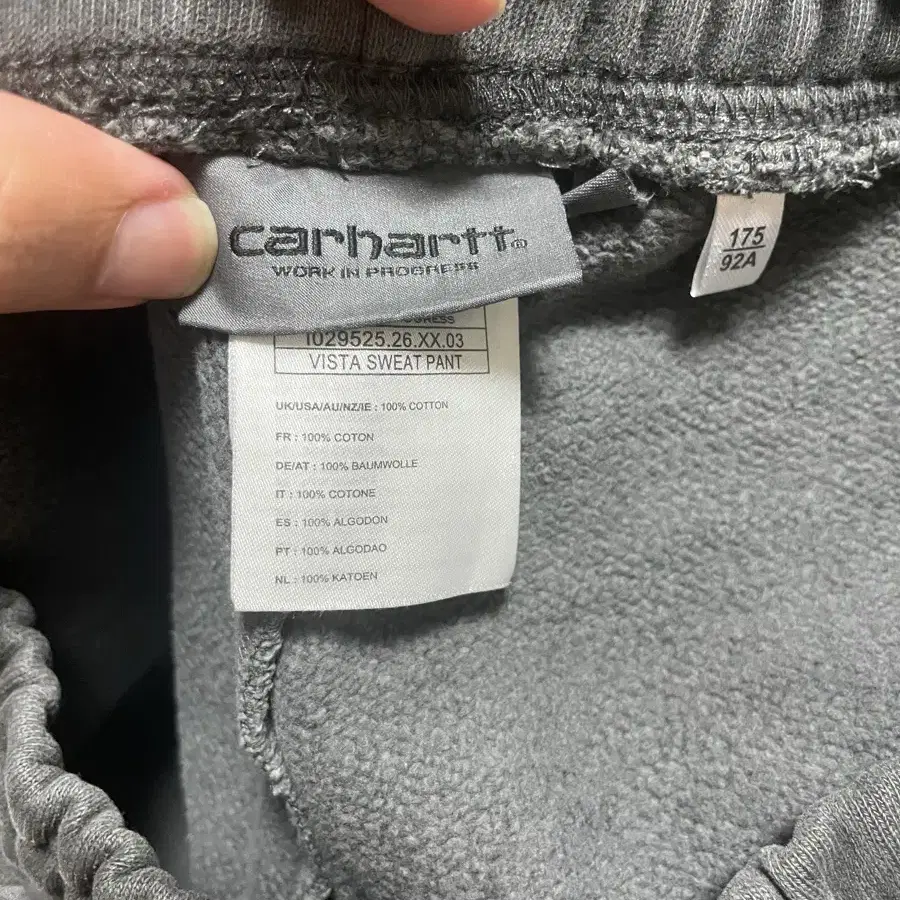 carhartt®
WORK IN PROGRESS
175
92A
I029525.26.XX.03
VISTA SWEAT PANT
UK/USA/AU/NZ/IE : 100% COTTON
FR : 100% COTON
DE/AT : 100% BAUMWOLLE
IT : 100% COTONE
ES : 100% ALGODON
PT : 100% ALGODAO
NL : 100% KATOEN